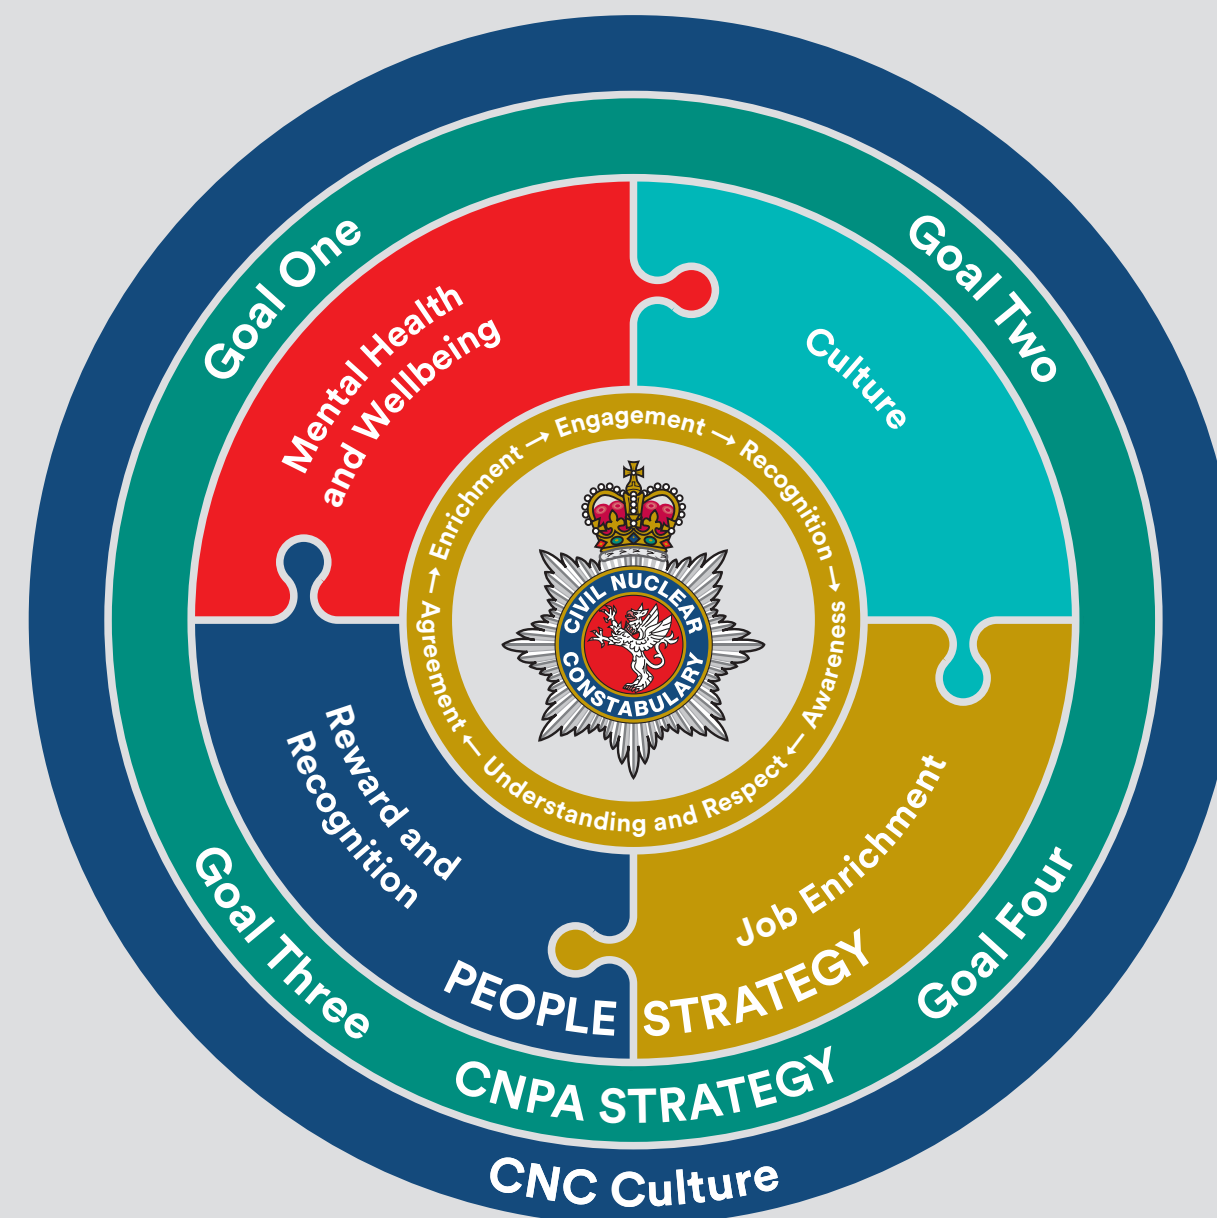 Goal One
Goal Two
Mental Health
and Wellbeing
Culture
Enrichment → Engagement → Recognition → Awareness → Understanding and Respect → Agreement →
CIVIL NUCLEAR
CONSTABULARY
Reward and
Recognition
Job Enrichment
Goal Three
Goal Four
PEOPLE STRATEGY
CNPA STRATEGY
CNC Culture